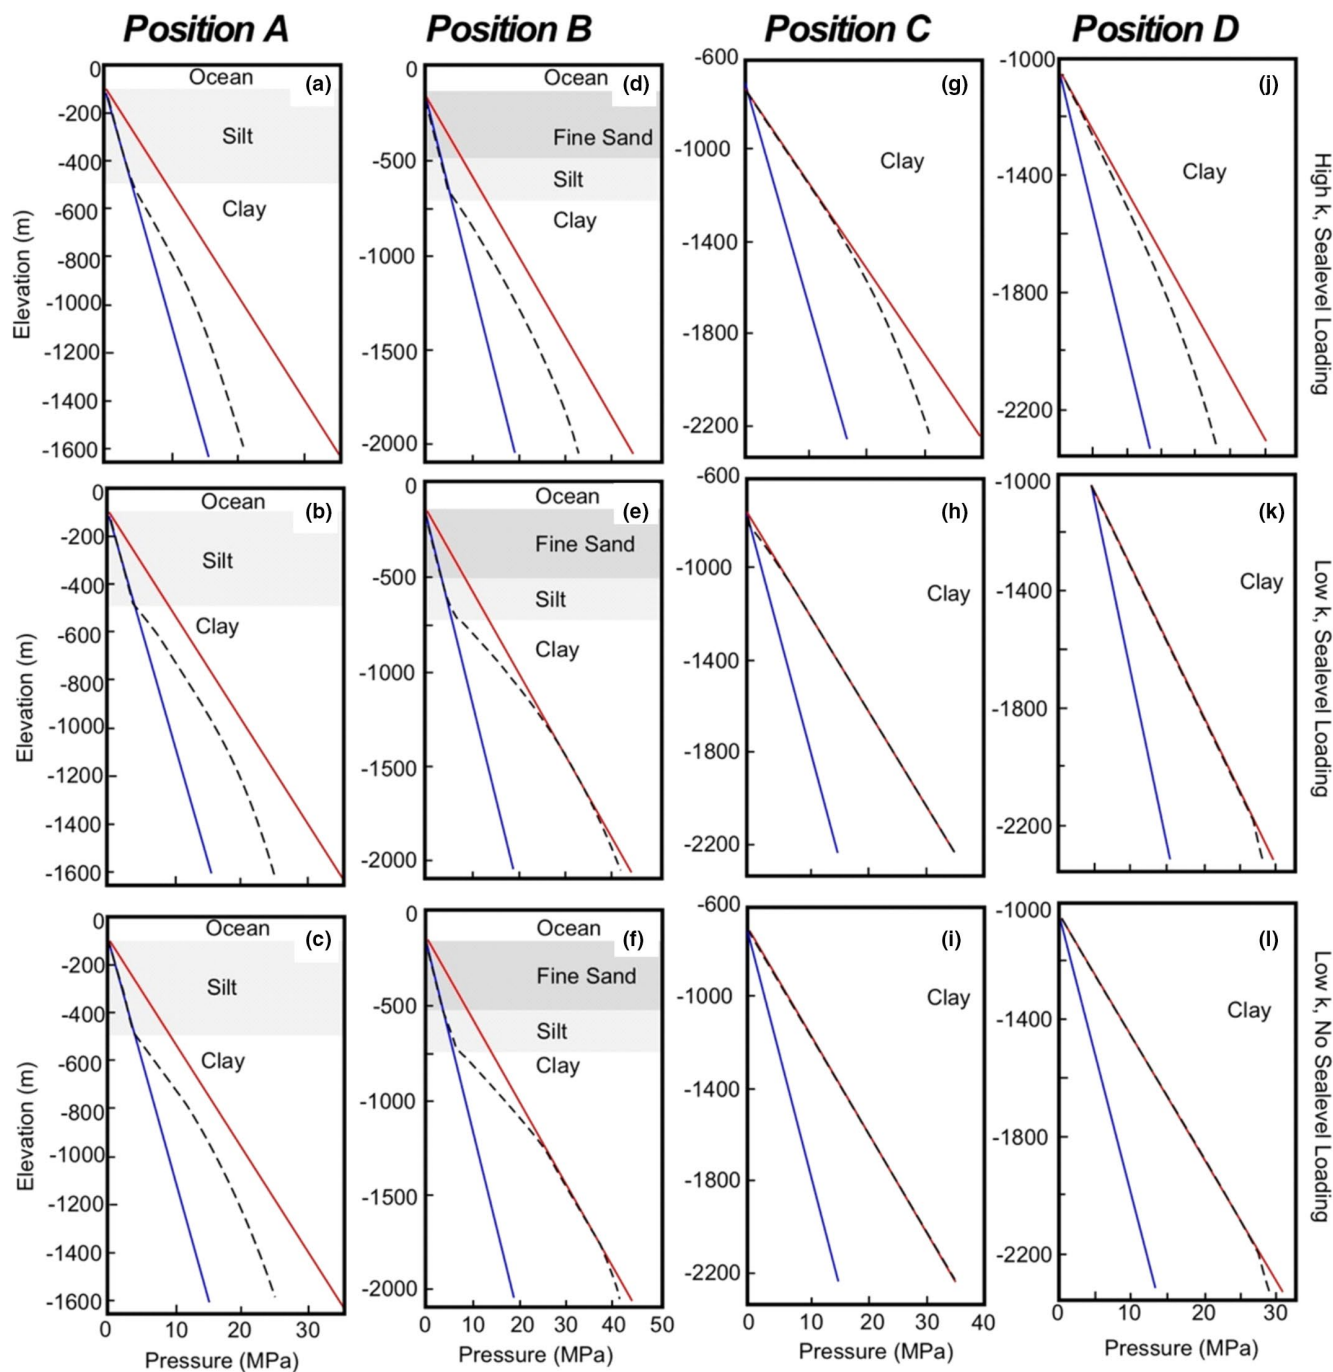 Position A
Position B
Position C
Position D
0
-200
-400
-600
-800
-1000
-1200
-1400
-1600
Elevation (m)
Ocean
(a)
Silt
Clay
0
-500
-1000
-1500
-2000
Ocean
(d)
Fine Sand
Silt
Clay
-600
-1000
-1400
-1800
-2200
(g)
Clay
-1000
-1400
-1800
-2200
(j)
Clay
High k, Sealevel Loading
0
-200
-400
-600
-800
-1000
-1200
-1400
-1600
Elevation (m)
Ocean
(b)
Silt
Clay
0
-500
-1000
-1500
-2000
Ocean
(e)
Fine Sand
Silt
Clay
-600
-1000
-1400
-1800
-2200
(h)
Clay
-1000
-1400
-1800
-2200
(k)
Clay
Low k, Sealevel Loading
0
-200
-400
-600
-800
-1000
-1200
-1400
-1600
Elevation (m)
Ocean
(c)
Silt
Clay
0 10 20 30
Pressure (MPa)
0
-500
-1000
-1500
-2000
Ocean
(f)
Fine Sand
Silt
Clay
0 10 20 30 40 50
Pressure (MPa)
-600
-1000
-1400
-1800
-2200
(i)
Clay
0 10 20 30 40
Pressure (MPa)
-1000
-1400
-1800
-2200
(l)
Clay
0 5 10 15 20 25 30
Pressure (MPa)
Low k, No Sealevel Loading